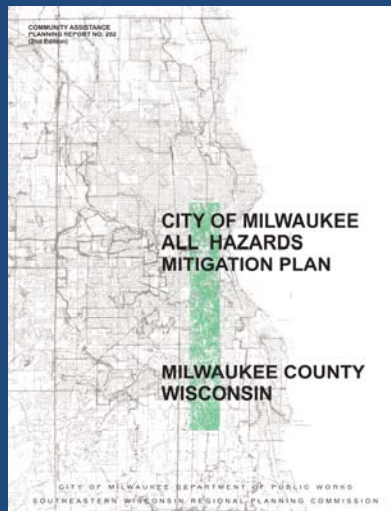 COMMUNITY ASSISTANCE
PLANNING REPORT NO. 282
(2nd Edition)
CITY OF MILWAUKEE
ALL HAZARDS
MITIGATION PLAN
MILWAUKEE COUNTY
WISCONSIN
CITY OF MILWAUKEE DEPARTMENT OF PUBLIC WORKS
SOUTHEASTERN WISCONSIN REGIONAL PLANNING COMMISSION